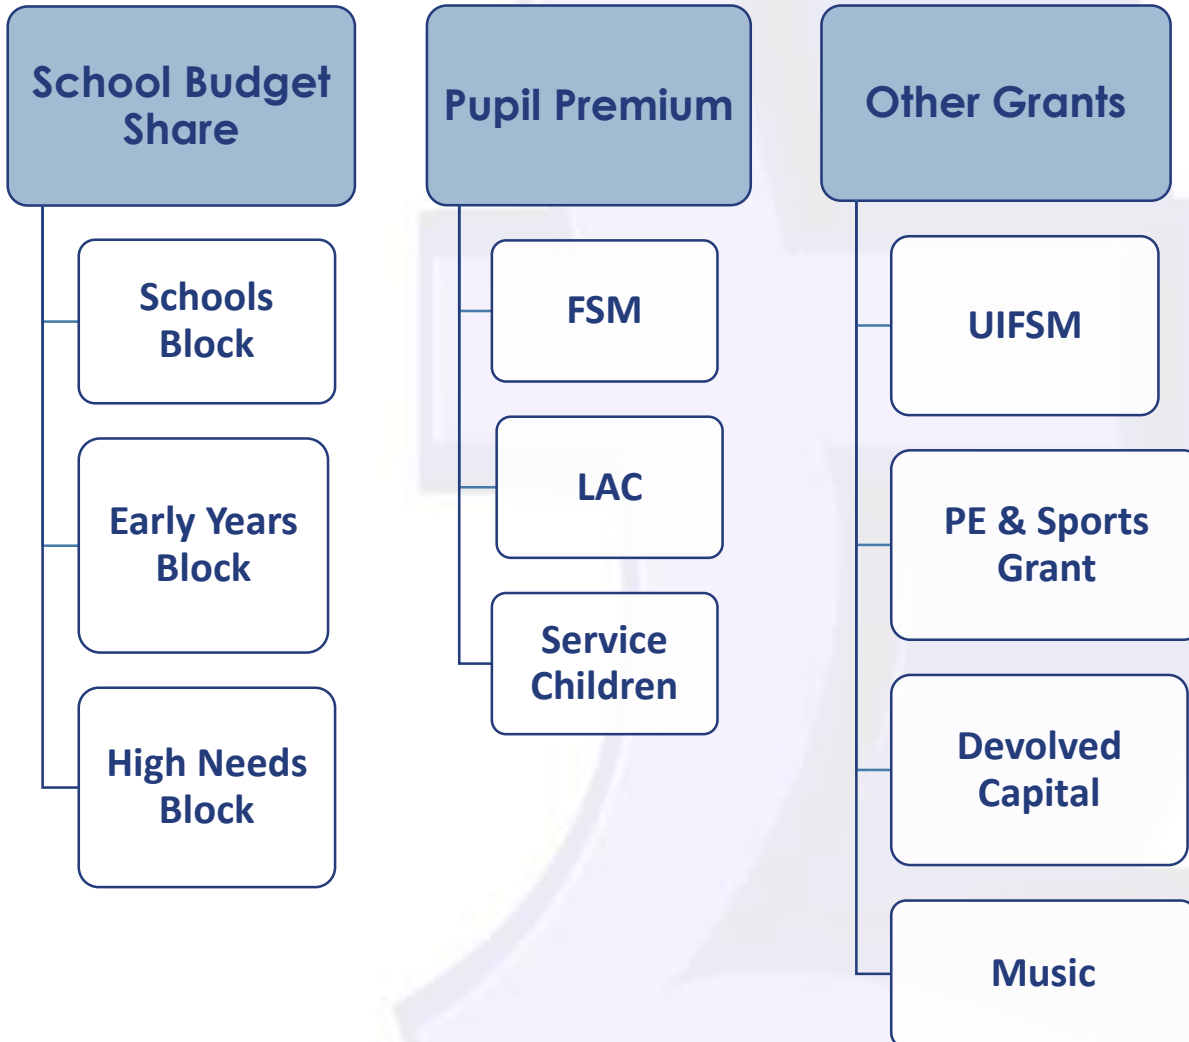 School Budget
Share
Schools
Block
Early Years
Block
High Needs
Block
Pupil Premium
FSM
LAC
Service
Children
Other Grants
UIFSM
PE & Sports
Grant
Devolved
Capital
Music